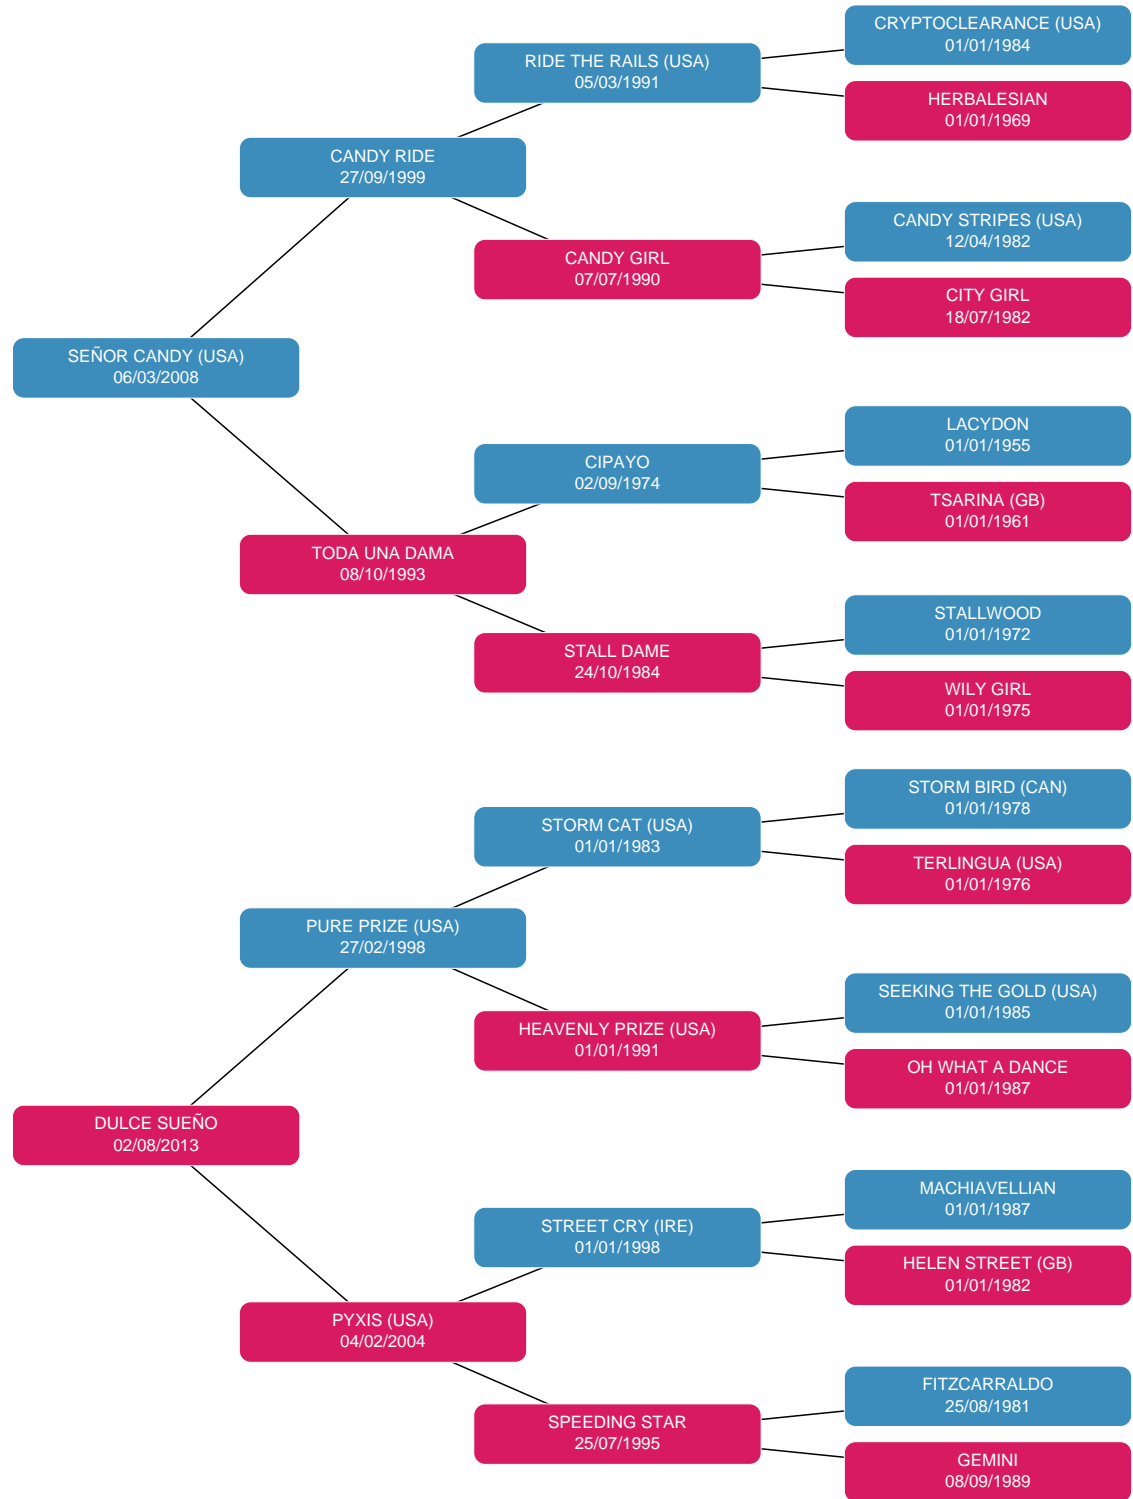 CRYPTOCLEARANCE (USA)
01/01/1984
RIDE THE RAILS (USA)
05/03/1991
HERBALESIAN
01/01/1969
CANDY RIDE
27/09/1999
CANDY STRIPES (USA)
12/04/1982
CANDY GIRL
07/07/1990
CITY GIRL
18/07/1982
SEÑOR CANDY (USA)
06/03/2008
LACYDON
01/01/1955
CIPAYO
02/09/1974
TSARINA (GB)
01/01/1961
TODA UNA DAMA
08/10/1993
STALLWOOD
01/01/1972
STALL DAME
24/10/1984
WILY GIRL
01/01/1975
STORM BIRD (CAN)
01/01/1978
STORM CAT (USA)
01/01/1983
TERLINGUA (USA)
01/01/1976
PURE PRIZE (USA)
27/02/1998
SEEKING THE GOLD (USA)
01/01/1985
HEAVENLY PRIZE (USA)
01/01/1991
OH WHAT A DANCE
01/01/1987
DULCE SUEÑO
02/08/2013
MACHIAVELLIAN
01/01/1987
STREET CRY (IRE)
01/01/1998
HELEN STREET (GB)
01/01/1982
PYXIS (USA)
04/02/2004
FITZCARRALDO
25/08/1981
SPEEDING STAR
25/07/1995
GEMINI
08/09/1989